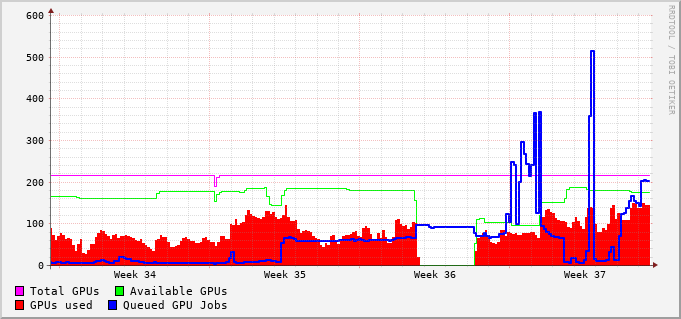 600
500
400
300
200
100
0
Week 34 Week 35 Week 36 Week 37
Total GPUs Available GPUs
GPUs used Queued GPU Jobs
RRDTOOL / TOBI OETIKER